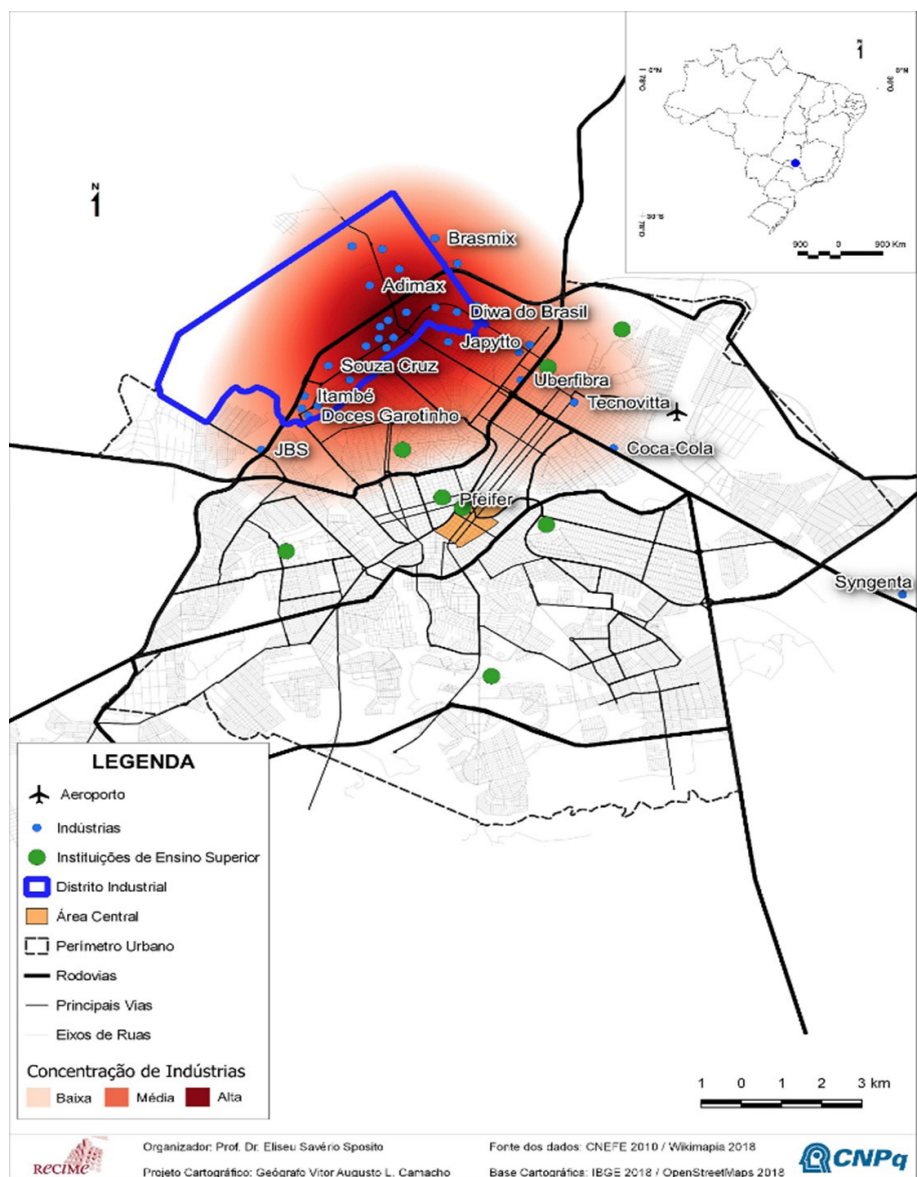 N
1
N
1
900 0 900 Km
Brasmix
Adimax
Diwa do Brasil
Japytto
Souza Cruz
Uberfibra
Itambé
Tecnovitta
Doces Garotinho
JBS
Coca-Cola
Pfeifer
Syngenta
LEGENDA
Aeroporto
Indústrias
Instituições de Ensino Superior
Distrito Industrial
Área Central
Perímetro Urbano
Rodovias
Principais Vias
Eixos de Ruas
Concentração de Indústrias
Baixa Média Alta
1 0 1 2 3 km
RECIME
Organizador: Prof. Dr. Eliseu Savério Sposito
Projeto Cartográfico: Geógrafo Vitor Augusto L. Camacho
Fonte dos dados: CNEFE 2010 / Wikimapia 2018
Base Cartográfica: IBGE 2018 / OpenStreetMaps 2018
CNPq